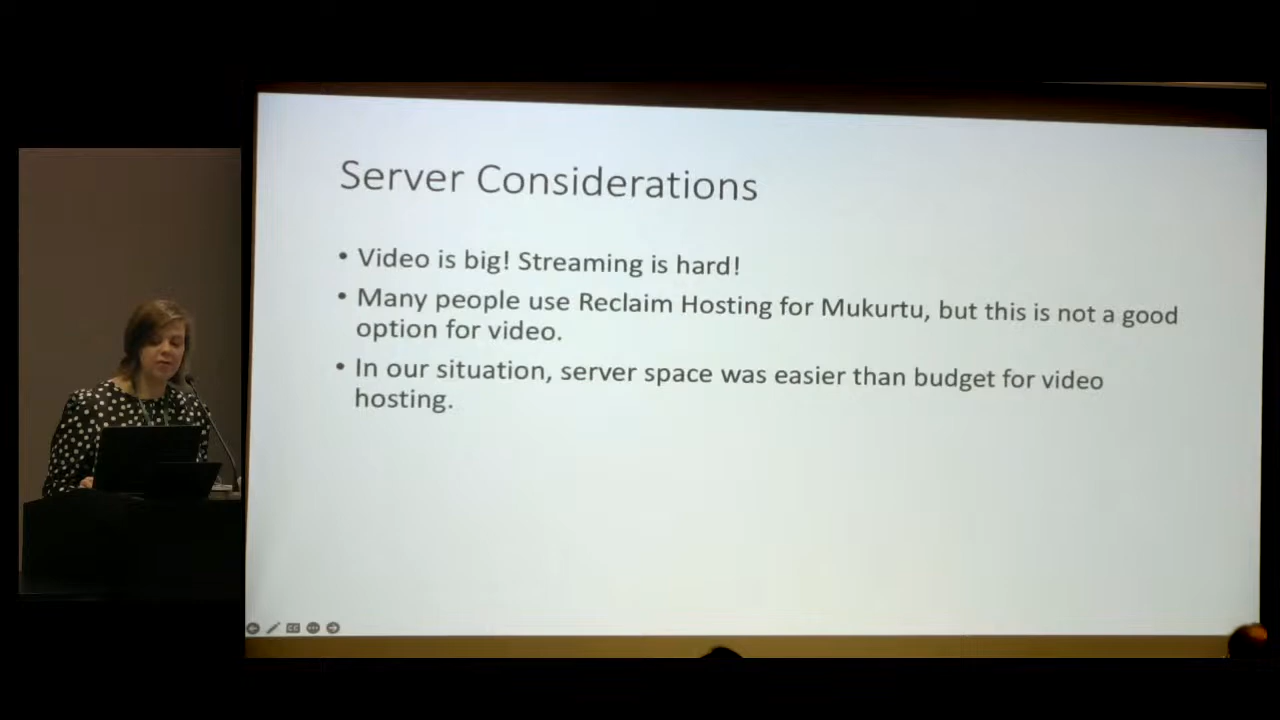 Server Considerations
• Video is big! Streaming is hard!
• Many people use Reclaim Hosting for Mukurtu, but this is not a good
option for video.
• In our situation, server space was easier than budget for video
hosting.